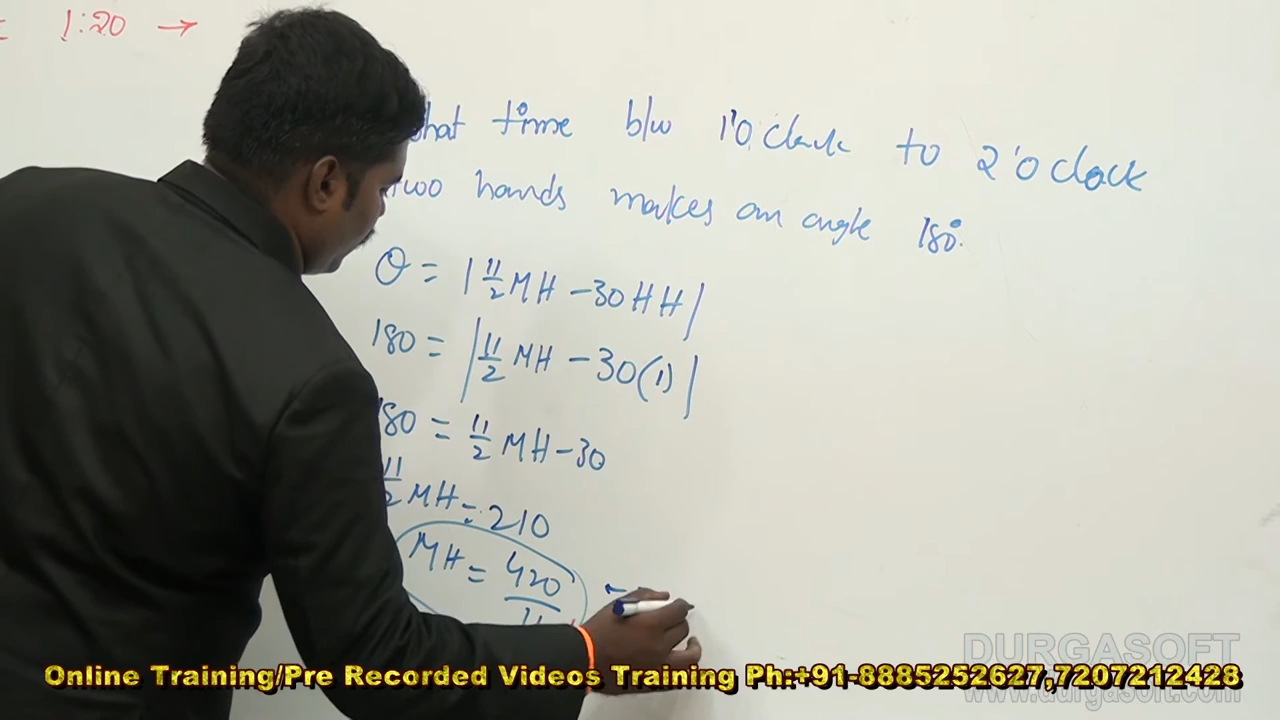 1:20 →
hat time b/w 1'O Clock to 2'O clock
two hands makes an angle 180°.
θ = |11/2 MH - 30HH|
180 = |11/2 MH - 30(1)|
180 = 11/2 MH - 30
11/2 MH = 210
MH = 420/11
DURGASOFT
www.durgasoft.com
Online Training/Pre Recorded Videos Training Ph:+91-8885252627,7207212428